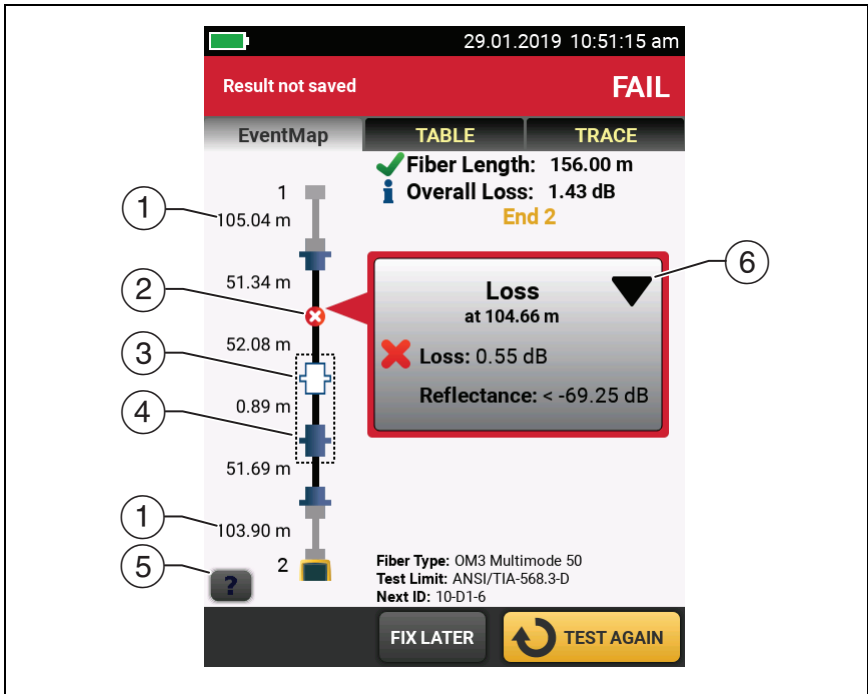 29.01.2019 10:51:15 am
Result not saved FAIL
EventMap TABLE TRACE
Fiber Length: 156.00 m
Overall Loss: 1.43 dB
End 2
1
105.04 m
51.34 m
52.08 m
0.89 m
51.69 m
103.90 m
2
Loss
at 104.66 m
Loss: 0.55 dB
Reflectance: < -69.25 dB
1
2
3
4
1
5
6
?
Fiber Type: OM3 Multimode 50
Test Limit: ANSI/TIA-568.3-D
Next ID: 10-D1-6
FIX LATER TEST AGAIN